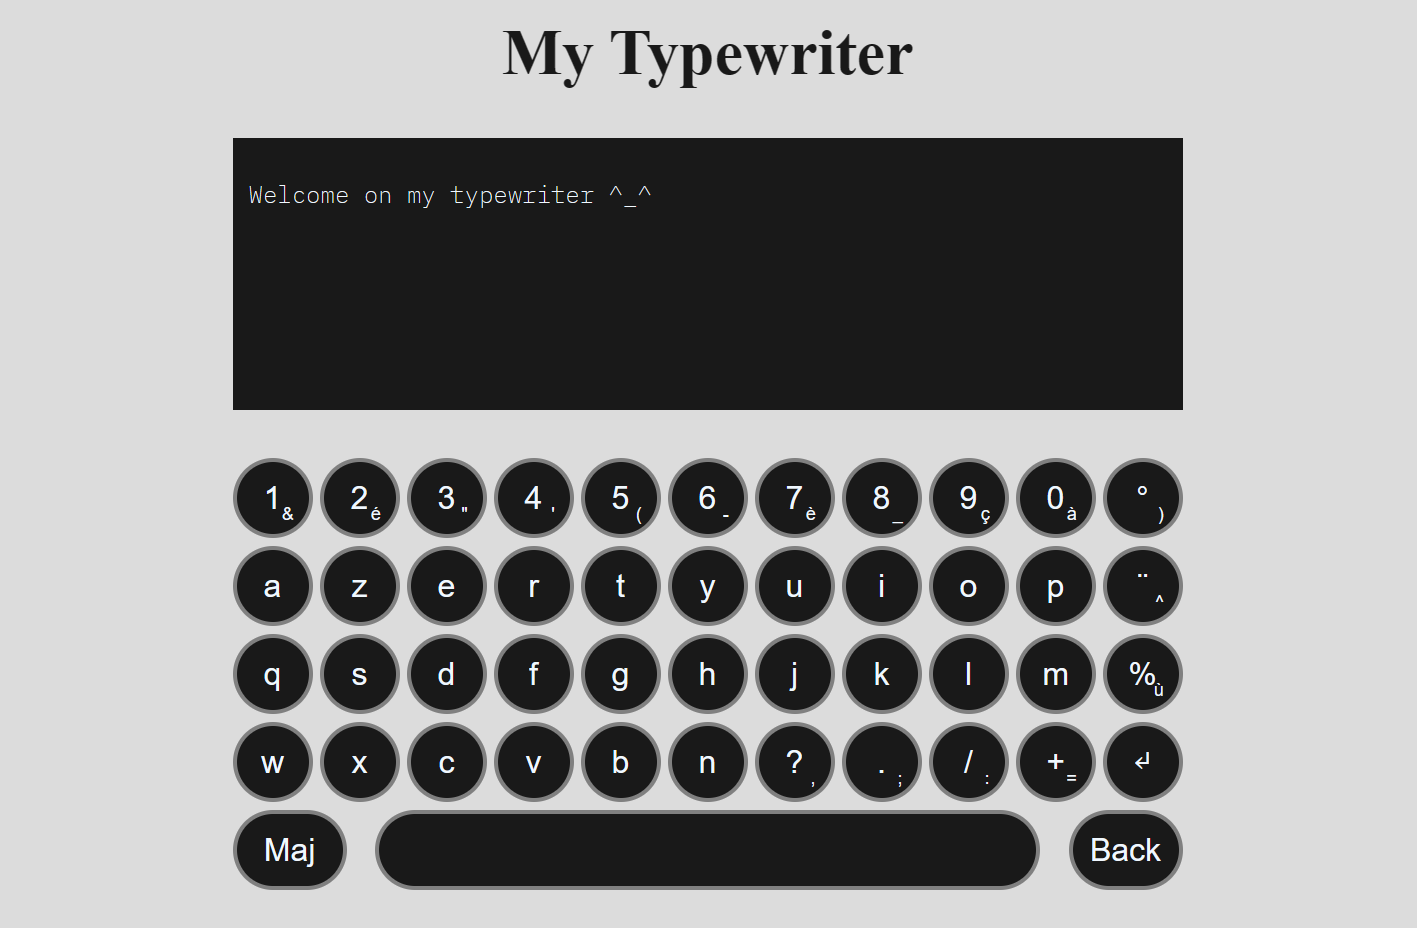 My Typewriter
Welcome on my typewriter ^_^
1 & 2 é 3 " 4 ' 5 ( 6 - 7 è 8 _ 9 ç 0 à ° )
a z e r t y u i o p ¨ ^
q s d f g h j k l m % ù
w x c v b n ? , . ; / : + = ↵
Maj Back